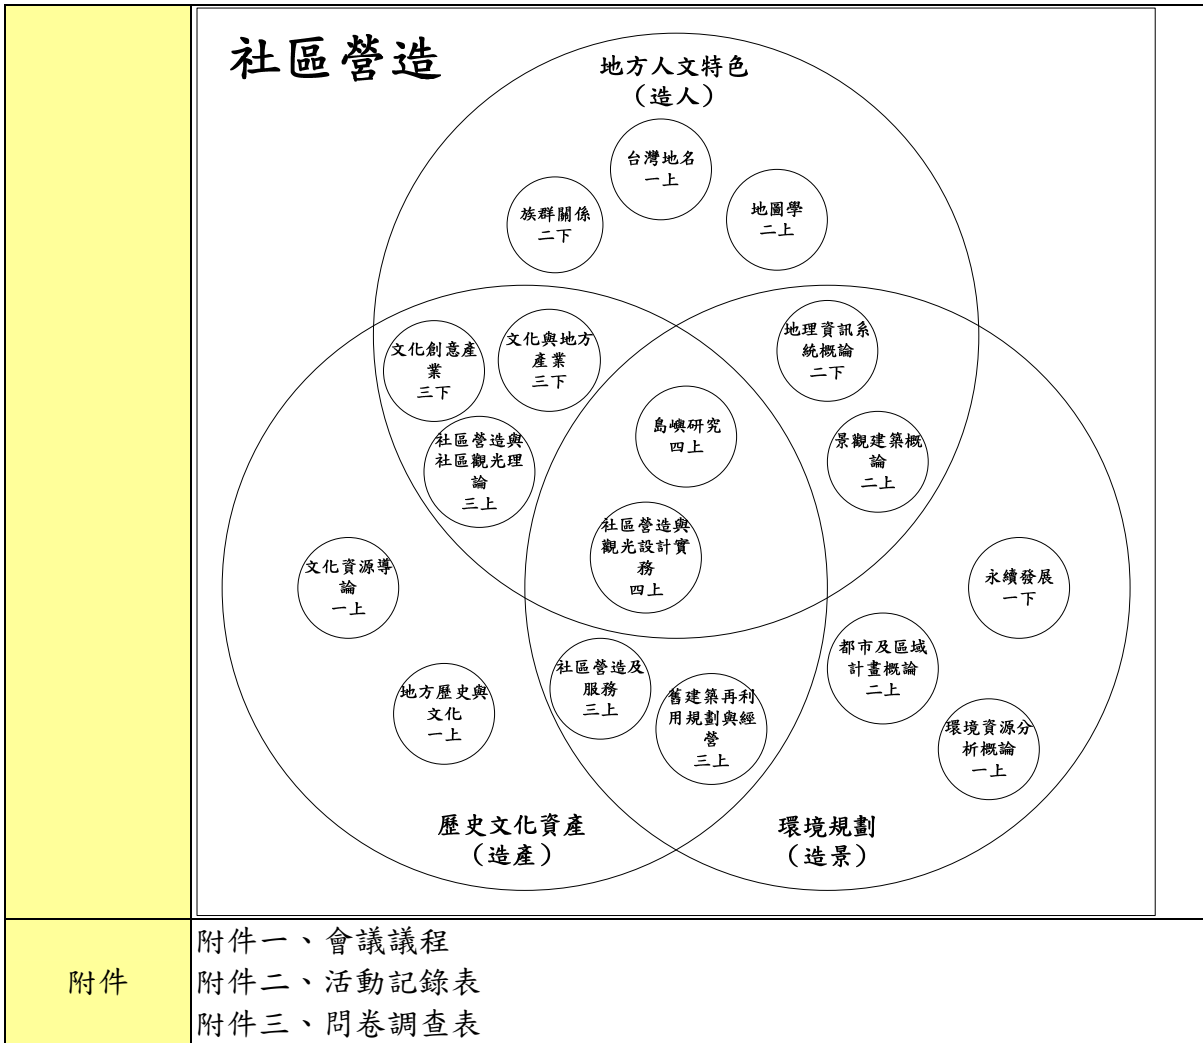 社區營造
地方人文特色
（造人）
台灣地名
一上
族群關係
二下
地圖學
二上
文化創意產
業
三下
文化與地方
產業
三下
地理資訊系
統概論
二下
社區營造與
社區觀光理
論
三上
島嶼研究
四上
景觀建築概
論
二上
社區營造與
觀光設計實
務
四上
文化資源導
論
一上
永續發展
一下
地方歷史與
文化
一上
社區營造及
服務
三上
舊建築再利
用規劃與經
營
三上
都市及區域
計畫概論
二上
環境資源分
析概論
一上
歷史文化資產
（造產）
環境規劃
（造景）
附件
附件一、會議議程
附件二、活動記錄表
附件三、問卷調查表